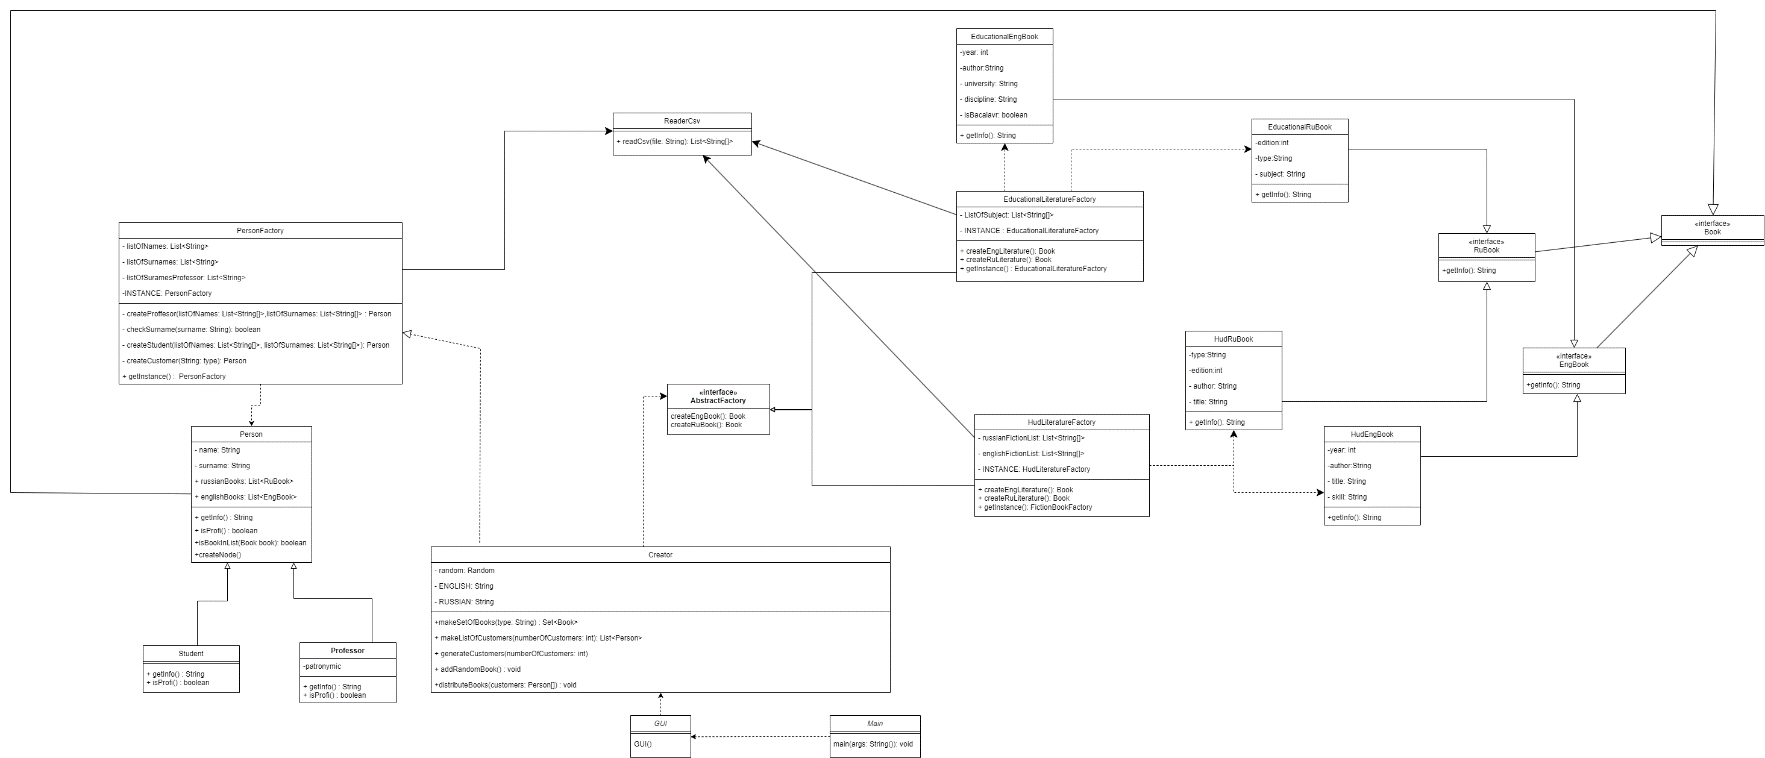 EducationalEngBook
-year: int
-author:String
- university: String
- discipline: String
- isBacalavr: boolean
+ getInfo(): String
ReaderCsv
+ readCsv(file: String): List<String[]>
EducationalRuBook
-edition:int
-type:String
- subject: String
+ getInfo(): String
EducationalLiteratureFactory
- ListOfSubject: List<String[]>
- INSTANCE : EducationalLiteratureFactory
+ createEngLiterature(): Book
+ createRuLiterature(): Book
+ getInstance() : EducationalLiteratureFactory
«interface»
Book
«interface»
RuBook
+getInfo(): String
PersonFactory
- listOfNames: List<String>
- listOfSurnames: List<String>
- listOfSuramesProfessor: List<String>
-INSTANCE: PersonFactory
- createProffesor(listOfNames: List<String[]>,listOfSurnames: List<String[]> : Person
- checkSurname(surname: String): boolean
- createStudent(listOfNames: List<String[]>, listOfSurnames: List<String[]>): Person
- createCustomer(String: type): Person
+ getInstance() : PersonFactory
HudRuBook
-type:String
-edition:int
- author: String
- title: String
+ getInfo(): String
«interface»
EngBook
+getInfo(): String
«interface»
AbstractFactory
createEngBook(): Book
createRuBook(): Book
HudLiteratureFactory
- russianFictionList: List<String[]>
- englishFictionList: List<String[]>
- INSTANCE: HudLiteratureFactory
+ createEngLiterature(): Book
+ createRuLiterature(): Book
+ getInstance(): FictionBookFactory
HudEngBook
-year: int
-author:String
- title: String
- skill: String
+getInfo(): String
Person
- name: String
- surname: String
+ russianBooks: List<RuBook>
+ englishBooks: List<EngBook>
+ getInfo() : String
+ isProfi() : boolean
+isBookInList(Book book): boolean
+createNode()
Creator
- random: Random
- ENGLISH: String
- RUSSIAN: String
+makeSetOfBooks(type: String) : Set<Book>
+ makeListOfCustomers(numberOfCustomers: int): List<Person>
+ generateCustomers(numberOfCustomers: int)
+ addRandomBook() : void
+distributeBooks(customers: Person[]) : void
Student
+ getInfo() : String
+ isProfi() : boolean
Professor
-patronymic
+ getInfo() : String
+ isProfi() : boolean
GUI
GUI()
Main
main(args: String()): void